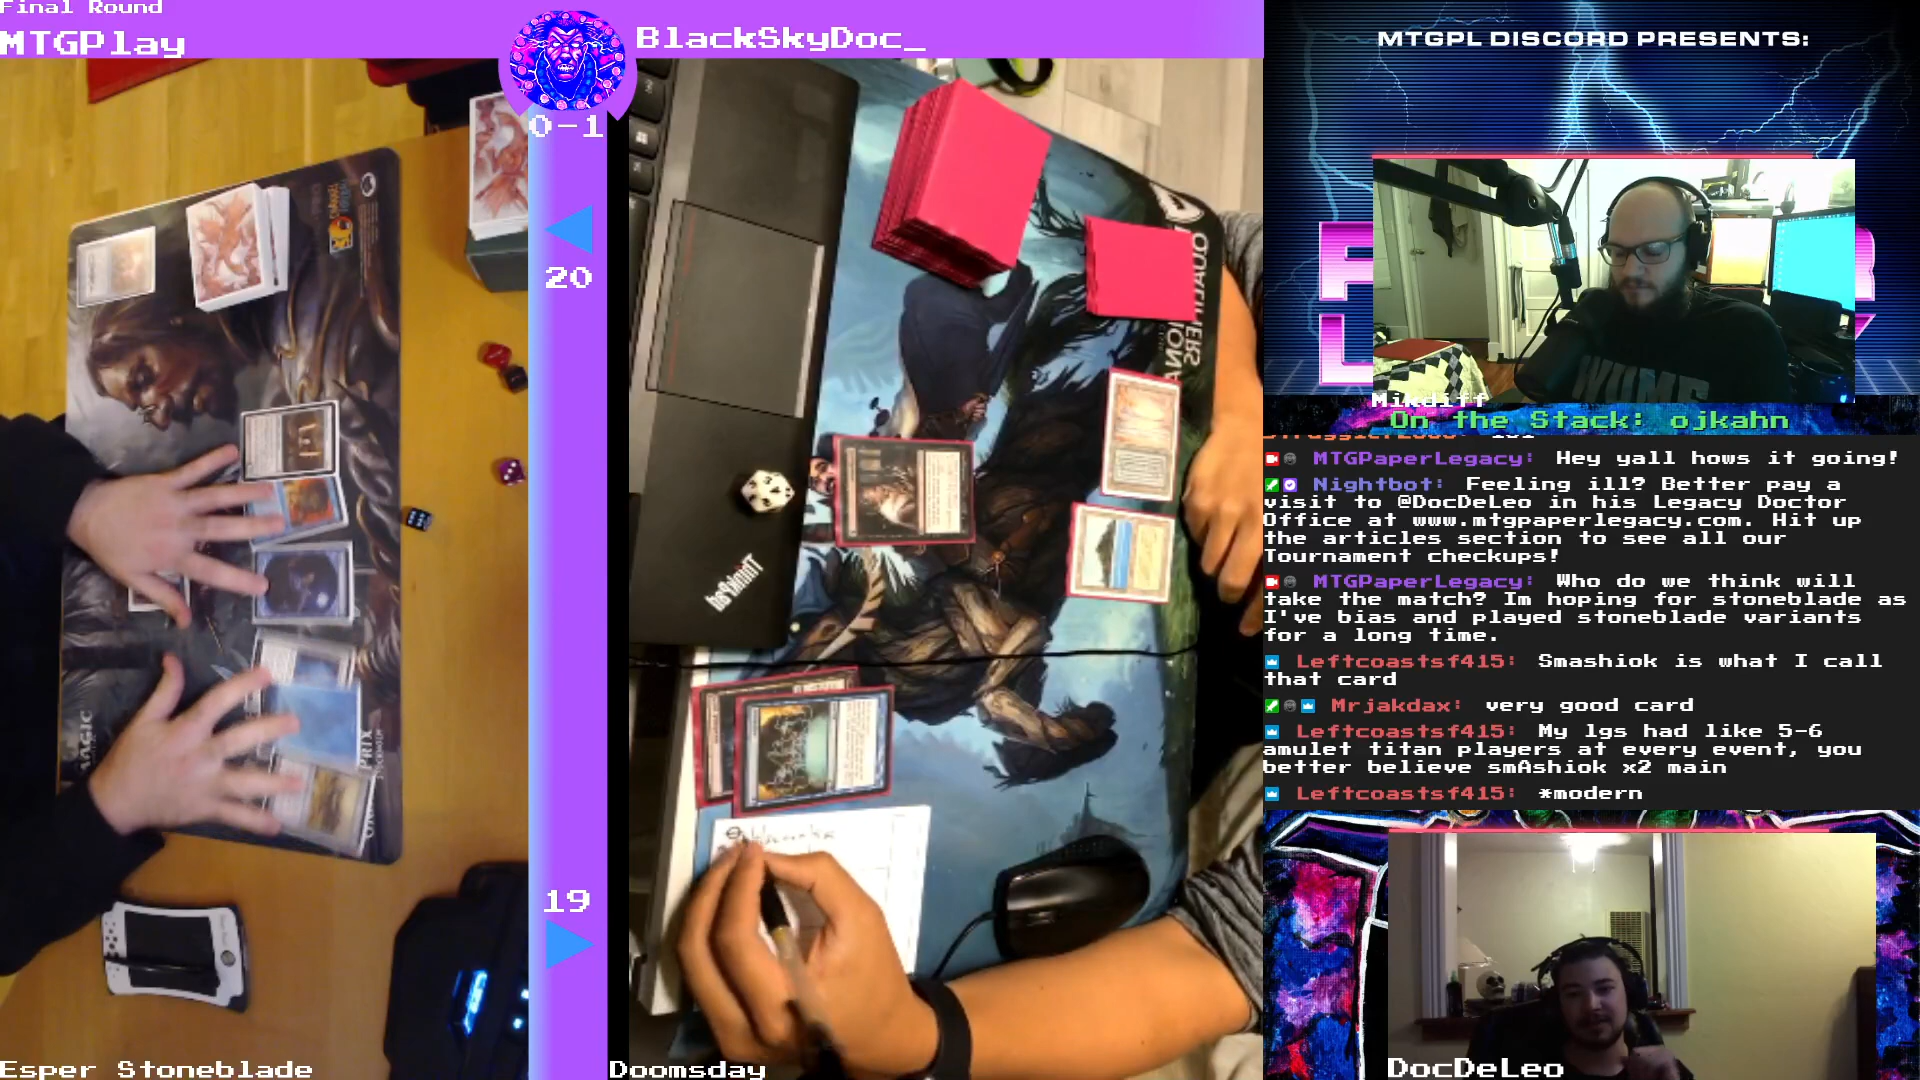 Final Round
MTGPlay
BlackSkyDoc_
0-1
20
19
Esper Stoneblade
Doomsday
ThinkPad
MAGIC
MTGPL DISCORD PRESENTS:
Mikdiff
On the Stack: ojkahn
MTGPaperLegacy: Hey yall hows it going!
Nightbot: Feeling ill? Better pay a
visit to @DocDeLeo in his Legacy Doctor
Office at www.mtgpaperlegacy.com. Hit up
the articles section to see all our
Tournament checkups!
MTGPaperLegacy: Who do we think will
take the match? Im hoping for stoneblade as
I've bias and played stoneblade variants
for a long time.
Leftcoastsf415: Smashiok is what I call
that card
Mrjakdax: very good card
Leftcoastsf415: My lgs had like 5-6
amulet titan players at every event, you
better believe smAshiok x2 main
Leftcoastsf415: *modern
DocDeLeo